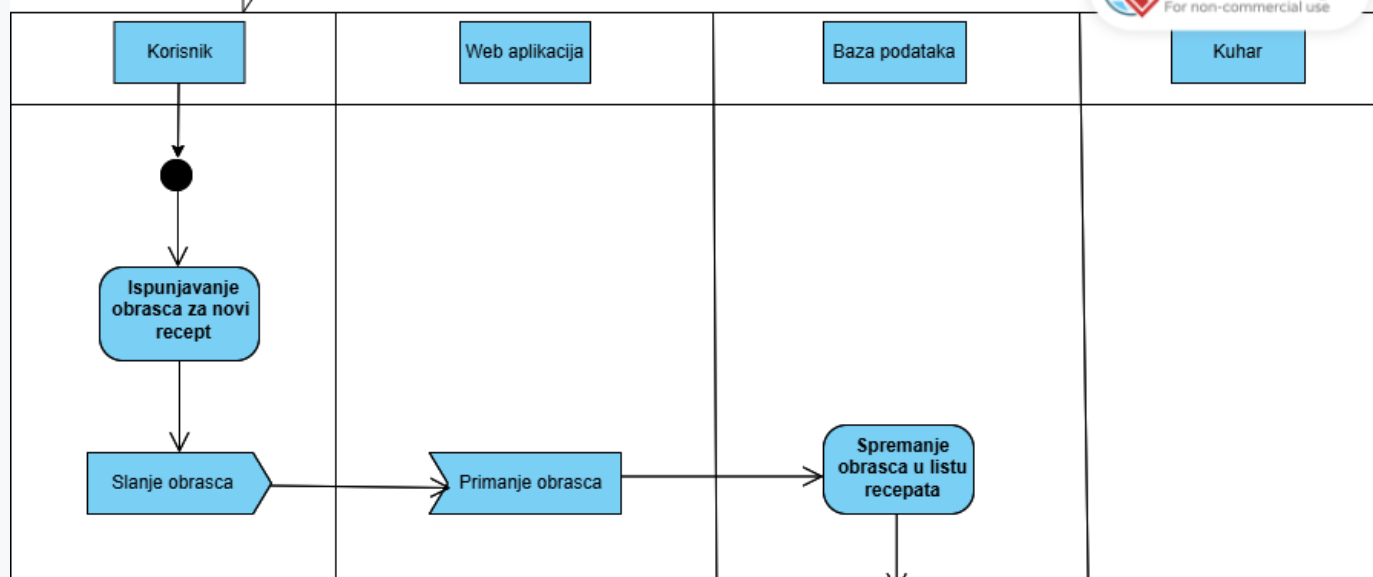 For non-commercial use
Korisnik
Web aplikacija
Baza podataka
Kuhar
Ispunjavanje
obrasca za novi
recept
Slanje obrasca
Primanje obrasca
Spremanje
obrasca u listu
recepata